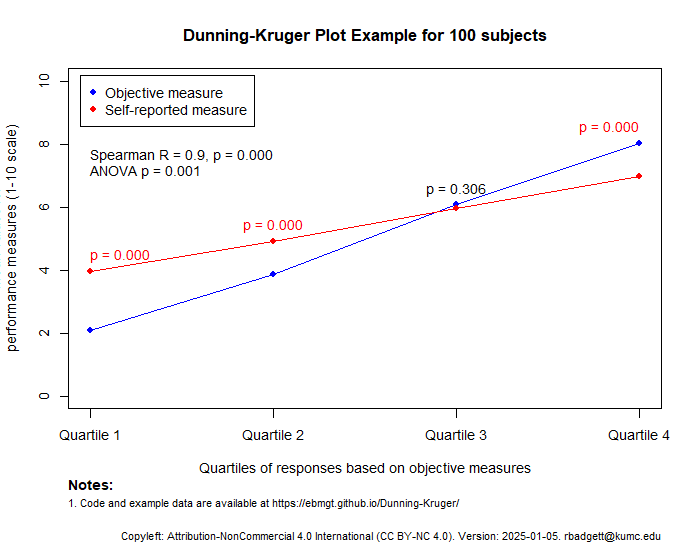 Dunning-Kruger Plot Example for 100 subjects
performance measures (1-10 scale)
10
8
6
4
2
0
Objective measure
Self-reported measure
Spearman R = 0.9, p = 0.000
ANOVA p = 0.001
p = 0.000
p = 0.000
p = 0.306
p = 0.000
Quartile 1
Quartile 2
Quartile 3
Quartile 4
Quartiles of responses based on objective measures
Notes:
1. Code and example data are available at https://ebmgt.github.io/Dunning-Kruger/
Copyleft: Attribution-NonCommercial 4.0 International (CC BY-NC 4.0). Version: 2025-01-05. rbadgett@kumc.edu